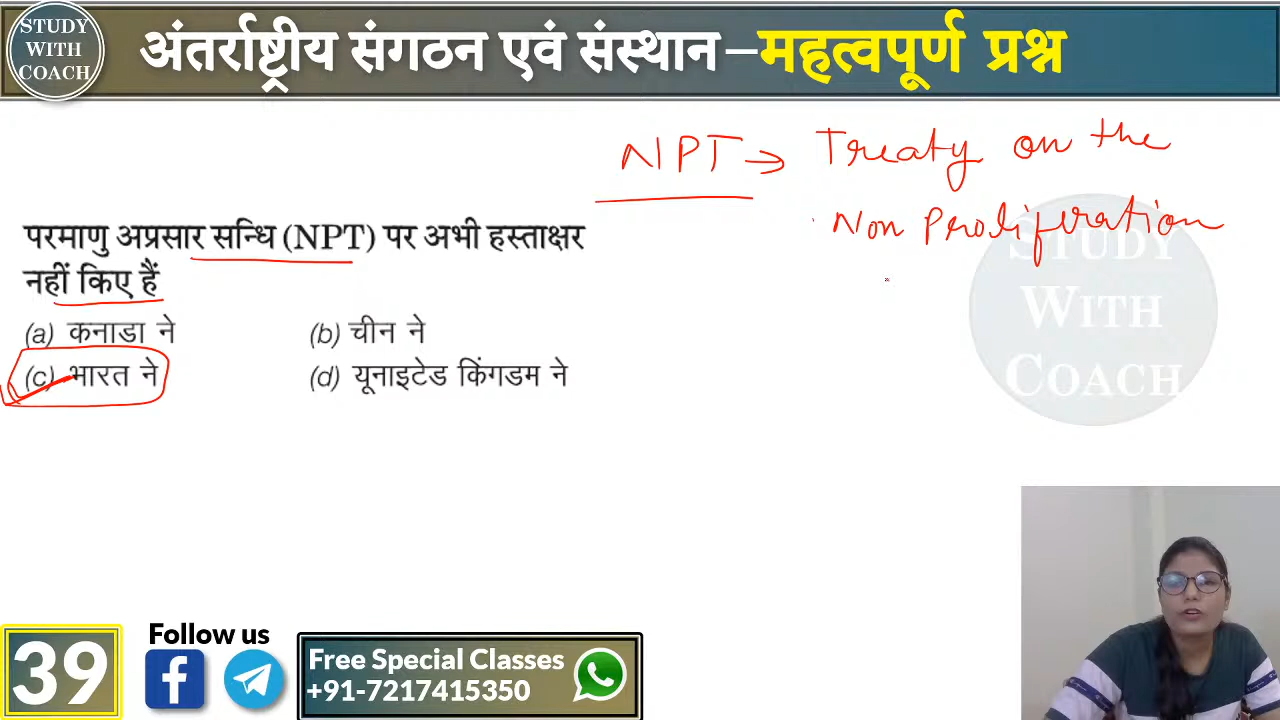 STUDY
WITH
COACH
अंतर्राष्ट्रीय संगठन एवं संस्थान–महत्वपूर्ण प्रश्न
NPT → Treaty on the
Non Proliferation
परमाणु अप्रसार सन्धि (NPT) पर अभी हस्ताक्षर
नहीं किए हैं
(a) कनाडा ने
(b) चीन ने
(c) भारत ने
(d) यूनाइटेड किंगडम ने
STUDY
WITH
COACH
39
Follow us
Free Special Classes
+91-7217415350